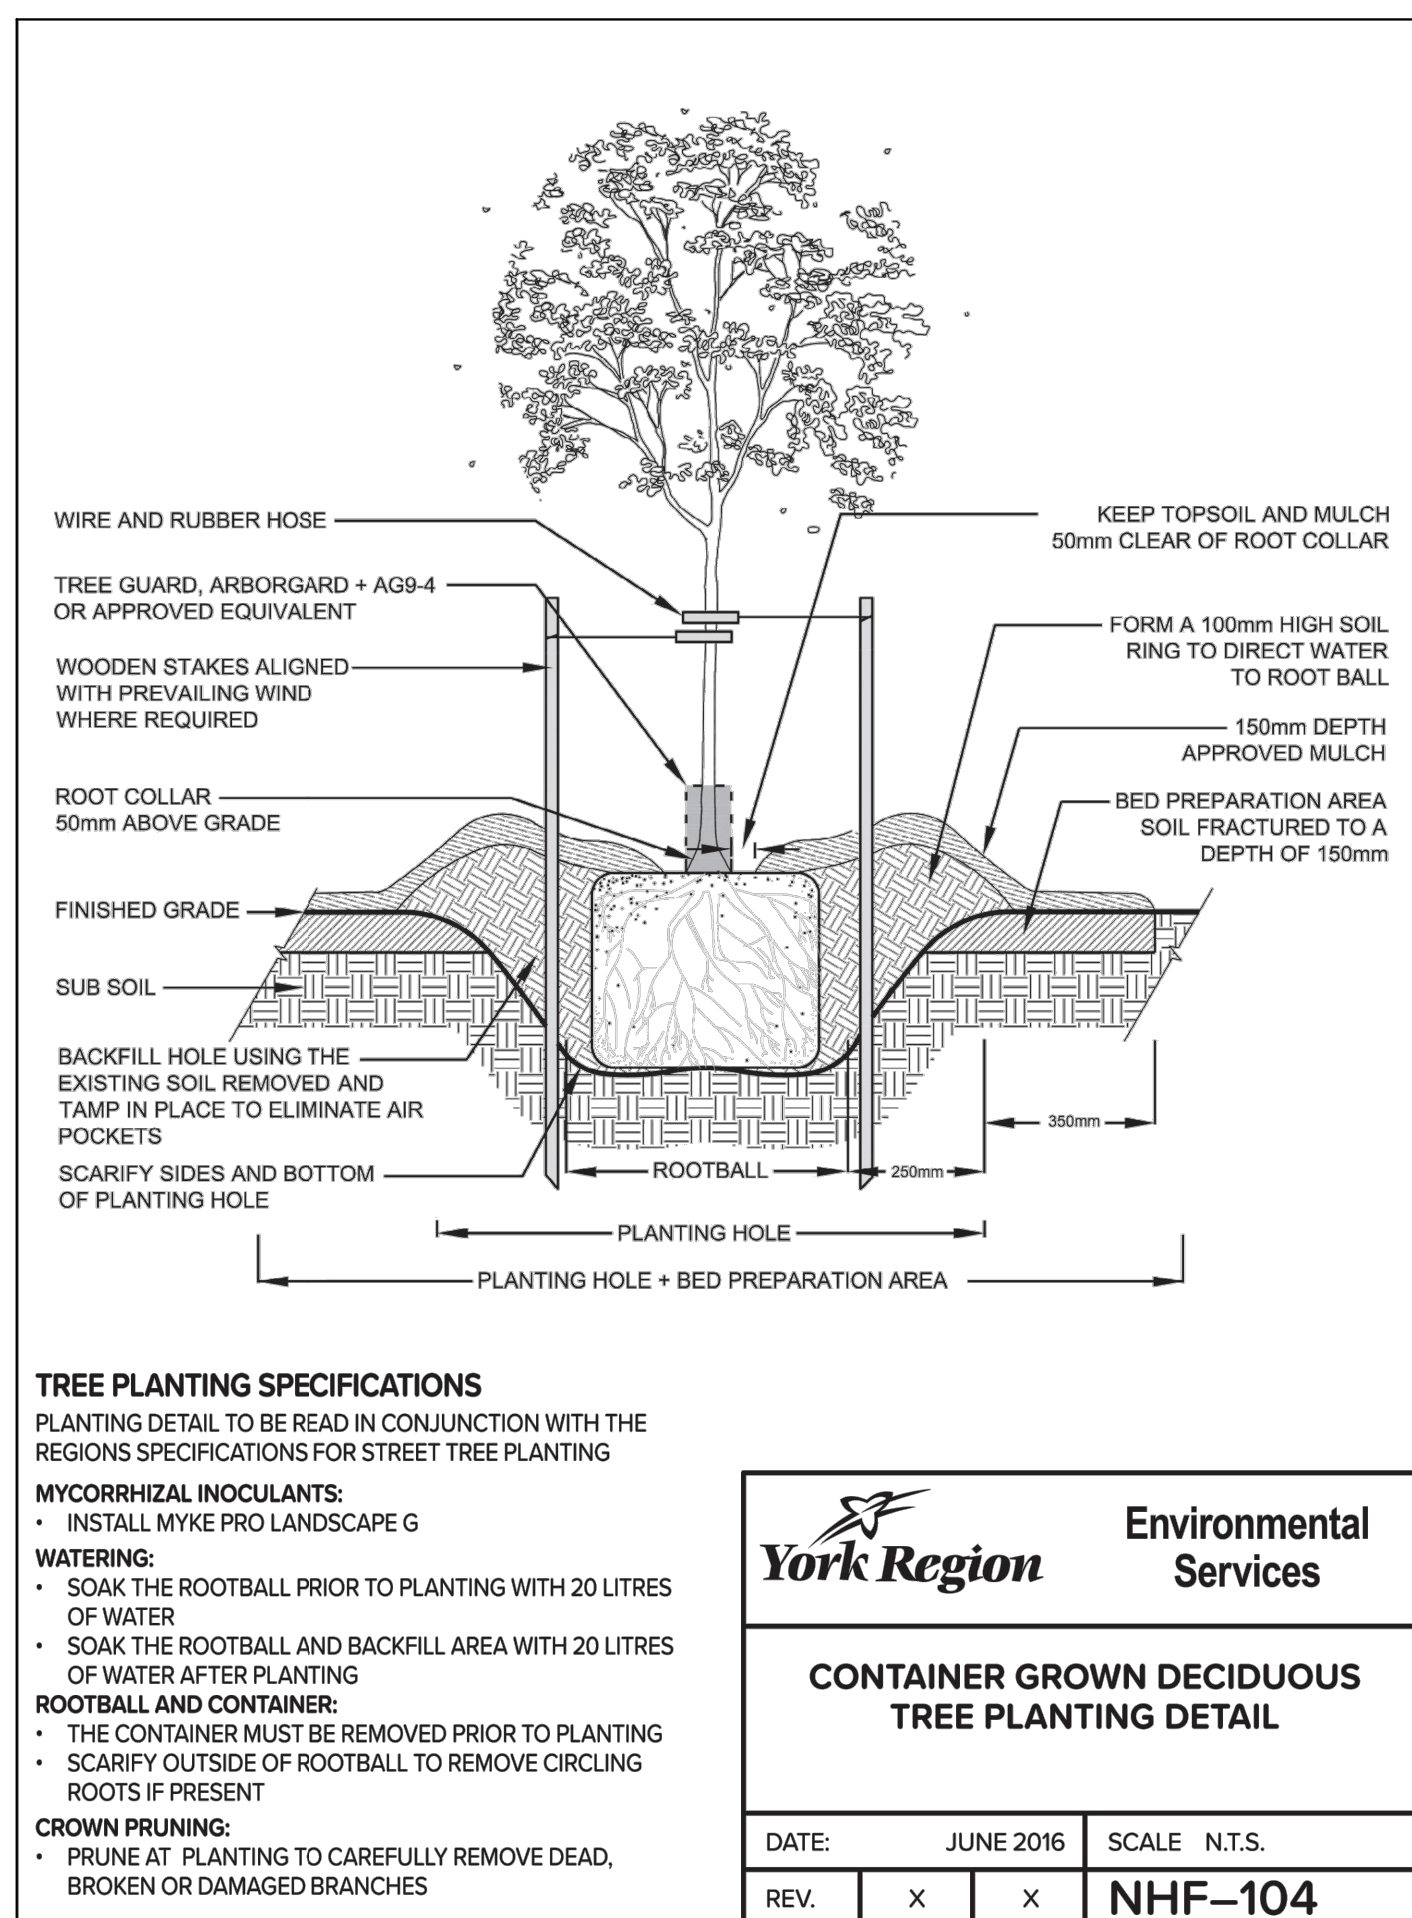 WIRE AND RUBBER HOSE
TREE GUARD, ARBORGARD + AG9-4
OR APPROVED EQUIVALENT
WOODEN STAKES ALIGNED
WITH PREVAILING WIND
WHERE REQUIRED
ROOT COLLAR
50mm ABOVE GRADE
FINISHED GRADE
SUB SOIL
BACKFILL HOLE USING THE
EXISTING SOIL REMOVED AND
TAMP IN PLACE TO ELIMINATE AIR
POCKETS
SCARIFY SIDES AND BOTTOM
OF PLANTING HOLE
KEEP TOPSOIL AND MULCH
50mm CLEAR OF ROOT COLLAR
FORM A 100mm HIGH SOIL
RING TO DIRECT WATER
TO ROOT BALL
150mm DEPTH
APPROVED MULCH
BED PREPARATION AREA
SOIL FRACTURED TO A
DEPTH OF 150mm
350mm
ROOTBALL
250mm
PLANTING HOLE
PLANTING HOLE + BED PREPARATION AREA
TREE PLANTING SPECIFICATIONS
PLANTING DETAIL TO BE READ IN CONJUNCTION WITH THE
REGIONS SPECIFICATIONS FOR STREET TREE PLANTING
MYCORRHIZAL INOCULANTS:
• INSTALL MYKE PRO LANDSCAPE G
WATERING:
• SOAK THE ROOTBALL PRIOR TO PLANTING WITH 20 LITRES
OF WATER
• SOAK THE ROOTBALL AND BACKFILL AREA WITH 20 LITRES
OF WATER AFTER PLANTING
ROOTBALL AND CONTAINER:
• THE CONTAINER MUST BE REMOVED PRIOR TO PLANTING
• SCARIFY OUTSIDE OF ROOTBALL TO REMOVE CIRCLING
ROOTS IF PRESENT
CROWN PRUNING:
• PRUNE AT PLANTING TO CAREFULLY REMOVE DEAD,
BROKEN OR DAMAGED BRANCHES
York Region
Environmental
Services
CONTAINER GROWN DECIDUOUS
TREE PLANTING DETAIL
DATE: JUNE 2016 SCALE N.T.S.
REV. X X NHF–104